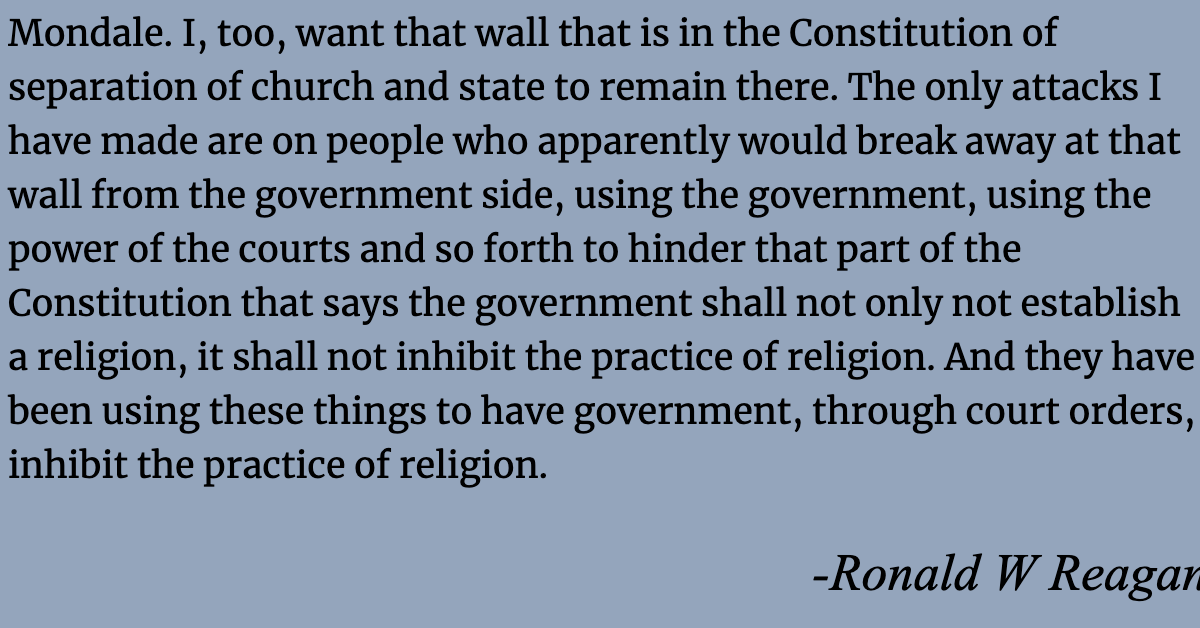 Mondale. I, too, want that wall that is in the Constitution of
separation of church and state to remain there. The only attacks I
have made are on people who apparently would break away at that
wall from the government side, using the government, using the
power of the courts and so forth to hinder that part of the
Constitution that says the government shall not only not establish
a religion, it shall not inhibit the practice of religion. And they have
been using these things to have government, through court orders,
inhibit the practice of religion.
-Ronald W Reagan